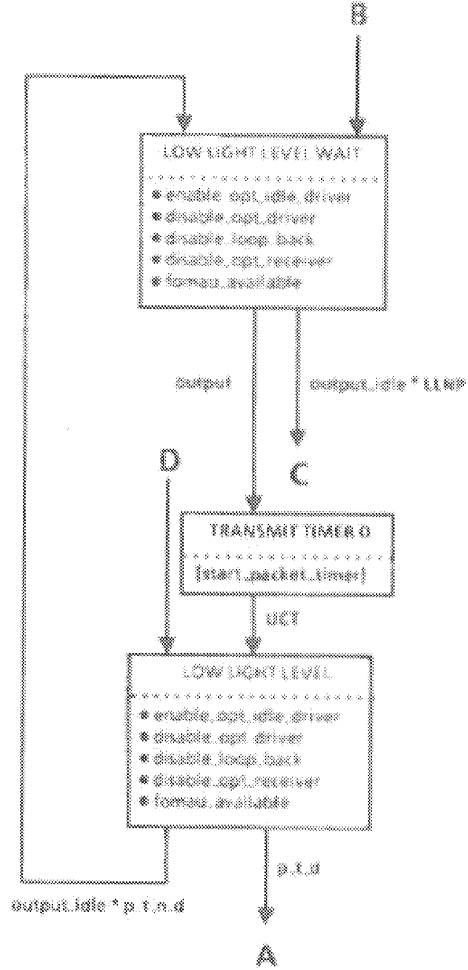 B
LOW LIGHT LEVEL WAIT
• enable_opt_idle_driver
• disable_opt_driver
• disable_loop_back
• disable_opt_receiver
• fomau_available
output
output_idle * LLNP
D
C
TRANSMIT TIMER 0
[start_packet_timer]
UCT
LOW LIGHT LEVEL
• enable_opt_idle_driver
• disable_opt_driver
• disable_loop_back
• disable_opt_receiver
• fomau_available
p_t_d
output_idle * p_t_n_d
A